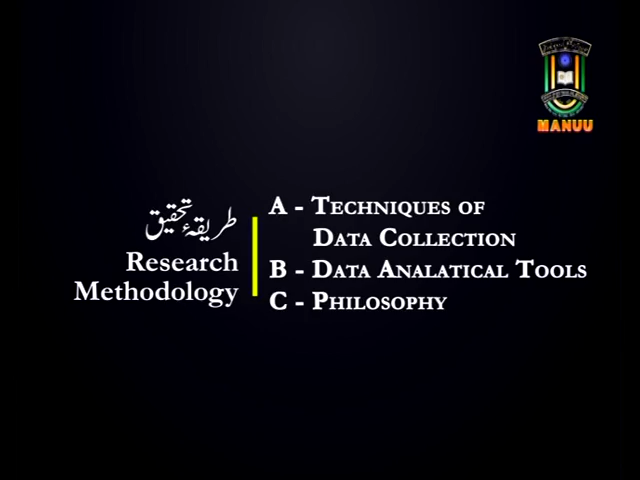 MANUU
طریقۂ تحقیق
Research
Methodology
A - Techniques of
Data Collection
B - Data Analatical Tools
C - Philosophy